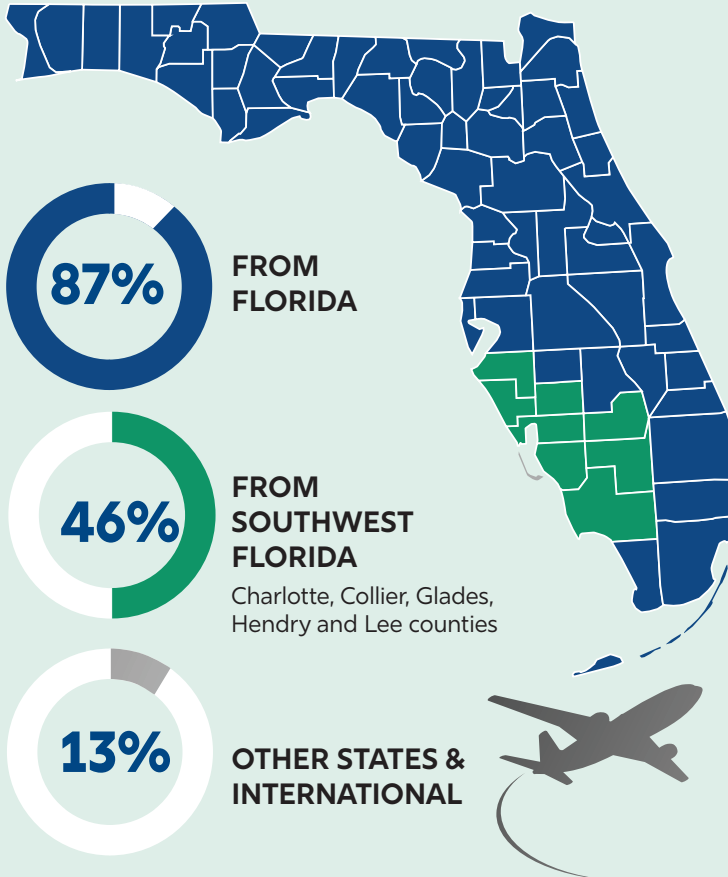 87%
FROM
FLORIDA
46%
FROM
SOUTHWEST
FLORIDA
Charlotte, Collier, Glades,
Hendry and Lee counties
13%
OTHER STATES &
INTERNATIONAL